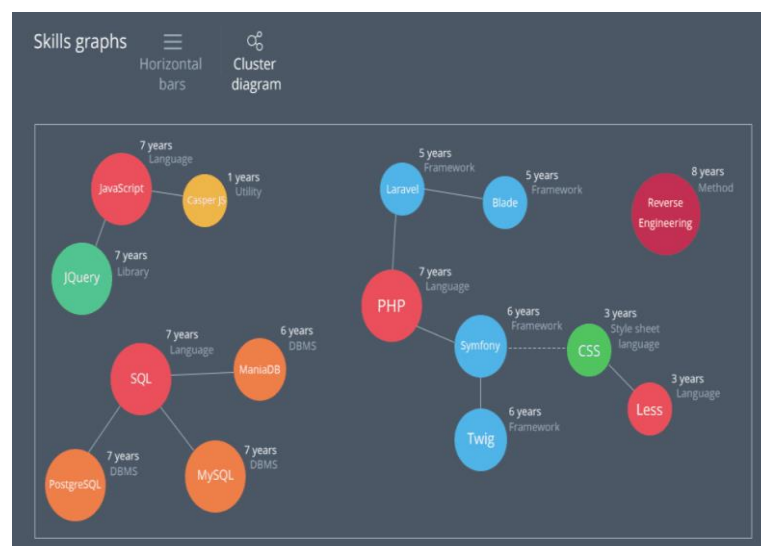 Skills graphs
Horizontal
bars
Cluster
diagram
7 years
Language
JavaScript
1 years
Utility
Casper JS
7 years
Library
JQuery
5 years
Framework
Laravel
5 years
Framework
Blade
8 years
Method
Reverse
Engineering
7 years
Language
PHP
6 years
Framework
Symfony
3 years
Style sheet
language
CSS
3 years
Language
Less
6 years
Framework
Twig
7 years
Language
SQL
6 years
DBMS
ManiaDB
7 years
DBMS
PostgreSQL
7 years
DBMS
MySQL